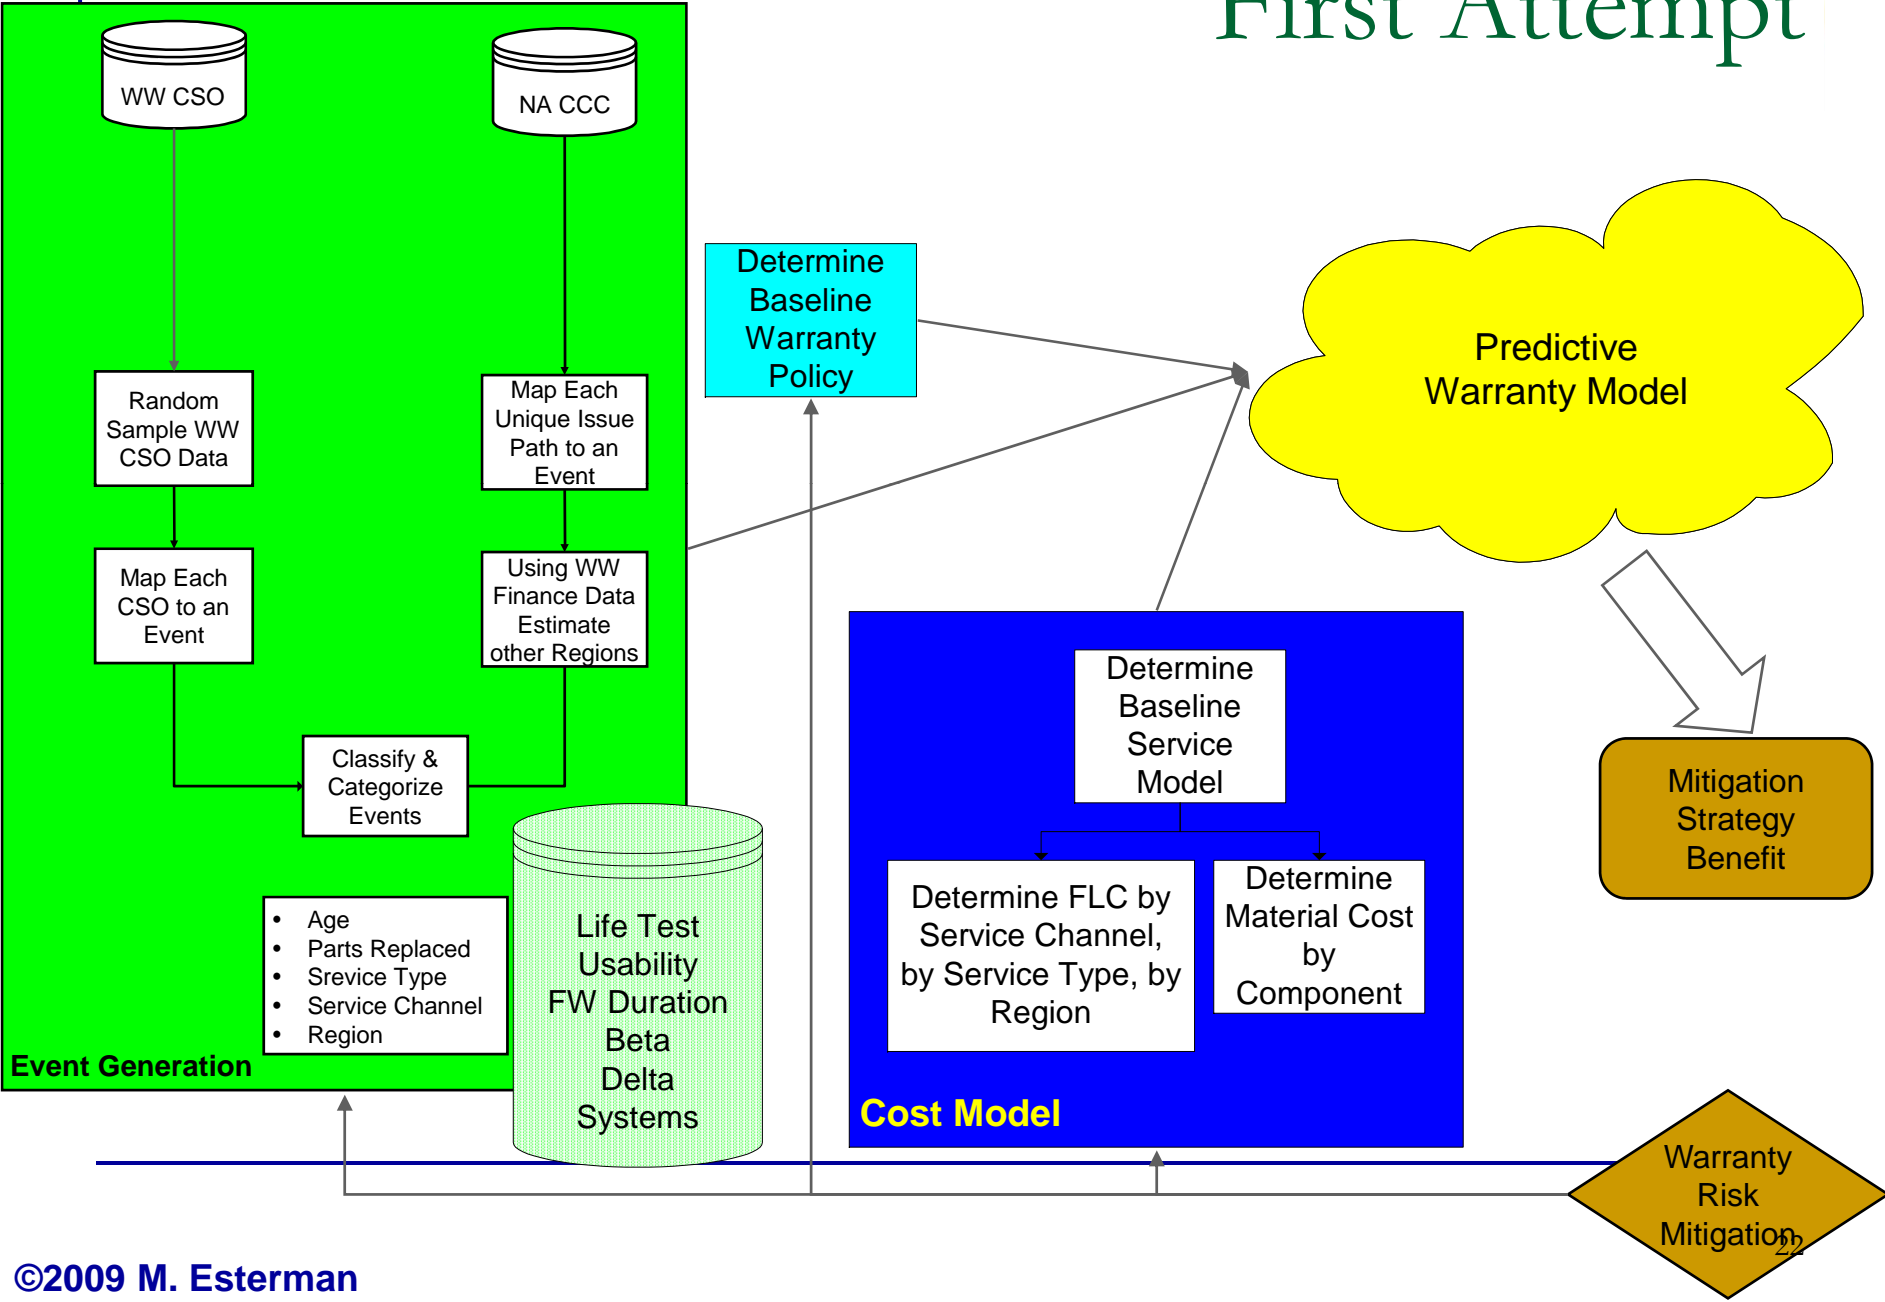 First Attempt
WW CSO
NA CCC
Random
Sample WW
CSO Data
Map Each
Unique Issue
Path to an
Event
Map Each
CSO to an
Event
Using WW
Finance Data
Estimate
other Regions
Classify &
Categorize
Events
• Age
• Parts Replaced
• Srevice Type
• Service Channel
• Region
Event Generation
Life Test
Usability
FW Duration
Beta
Delta
Systems
Determine
Baseline
Warranty
Policy
Predictive
Warranty Model
Determine
Baseline
Service
Model
Determine FLC by
Service Channel,
by Service Type, by
Region
Determine
Material Cost
by
Component
Cost Model
Mitigation
Strategy
Benefit
Warranty
Risk
Mitigation
22
©2009 M. Esterman